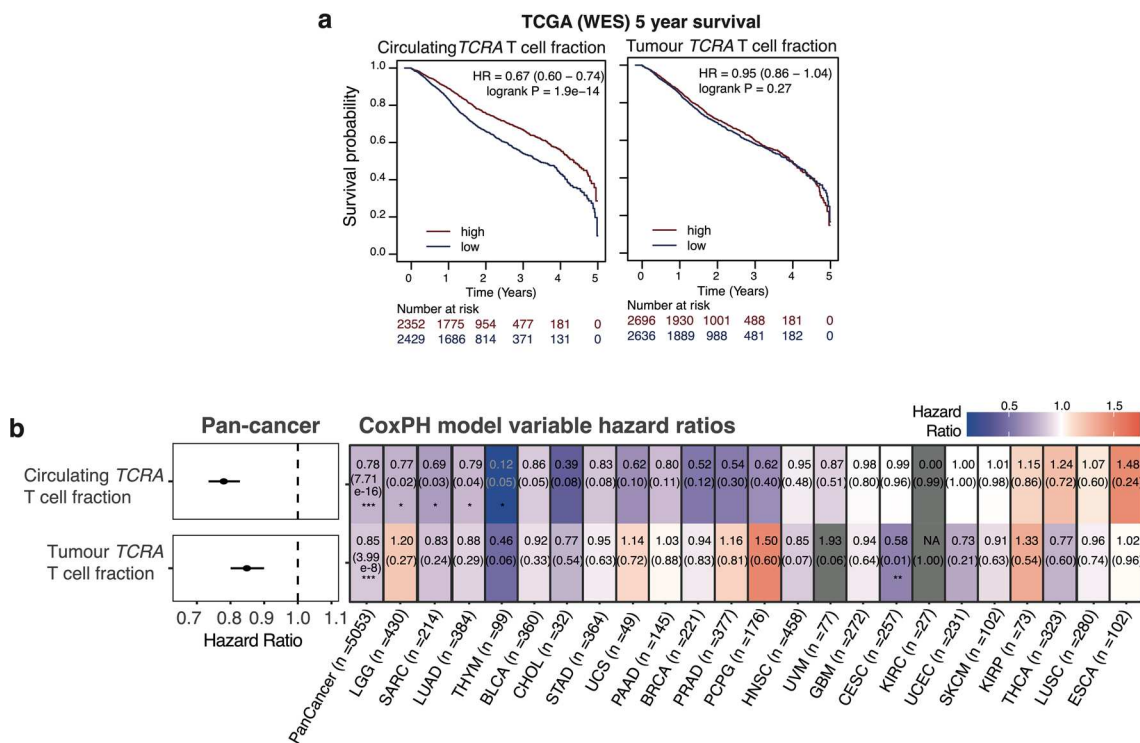 a
TCGA (WES) 5 year survival
Circulating TCRA T cell fraction
Tumour TCRA T cell fraction
HR = 0.67 (0.60 – 0.74)
logrank P = 1.9e−14
HR = 0.95 (0.86 – 1.04)
logrank P = 0.27
Survival probability
1.0
0.8
0.6
0.4
0.2
0.0
high
low
high
low
0 1 2 3 4 5
0 1 2 3 4 5
Time (Years)
Time (Years)
Number at risk
2352 1775 954 477 181 0
2429 1686 814 371 131 0
Number at risk
2696 1930 1001 488 181 0
2636 1889 988 481 182 0
b
Pan-cancer
CoxPH model variable hazard ratios
Hazard Ratio
0.5 1.0 1.5
Circulating TCRA
T cell fraction
0.78 0.77 0.69 0.79 0.12 0.86 0.39 0.83 0.62 0.80 0.52 0.54 0.62 0.95 0.87 0.98 0.99 0.00 1.00 1.01 1.15 1.24 1.07 1.48
(7.71 e-16) (0.02) (0.03) (0.04) (0.05) (0.05) (0.08) (0.08) (0.10) (0.11) (0.12) (0.30) (0.40) (0.48) (0.51) (0.80) (0.96) (0.99) (1.00) (0.98) (0.86) (0.72) (0.60) (0.24
*** * * * *
Tumour TCRA
T cell fraction
0.85 1.20 0.83 0.88 0.46 0.92 0.77 0.95 1.14 1.03 0.94 1.16 1.50 0.85 1.93 0.94 0.58 NA 0.73 0.91 1.33 0.77 0.96 1.02
(3.99 e-8) (0.27) (0.24) (0.29) (0.06) (0.33) (0.54) (0.63) (0.72) (0.88) (0.83) (0.81) (0.60) (0.07) (0.06) (0.64) (0.01) (1.00) (0.21) (0.63) (0.54) (0.60) (0.74) (0.96
*** **
0.7 0.8 0.9 1.0 1.1
Hazard Ratio
PanCancer (n =5053)
LGG (n =430)
SARC (n =214)
LUAD (n =384)
THYM (n =99)
BLCA (n =360)
CHOL (n =32)
STAD (n =364)
UCS (n =49)
PAAD (n =145)
BRCA (n =221)
PRAD (n =377)
PCPG (n =176)
HNSC (n =458)
UVM (n =77)
GBM (n =272)
CESC (n =257)
KIRC (n =27)
UCEC (n =231)
SKCM (n =102)
KIRP (n =73)
THCA (n =323)
LUSC (n =280)
ESCA (n =102)